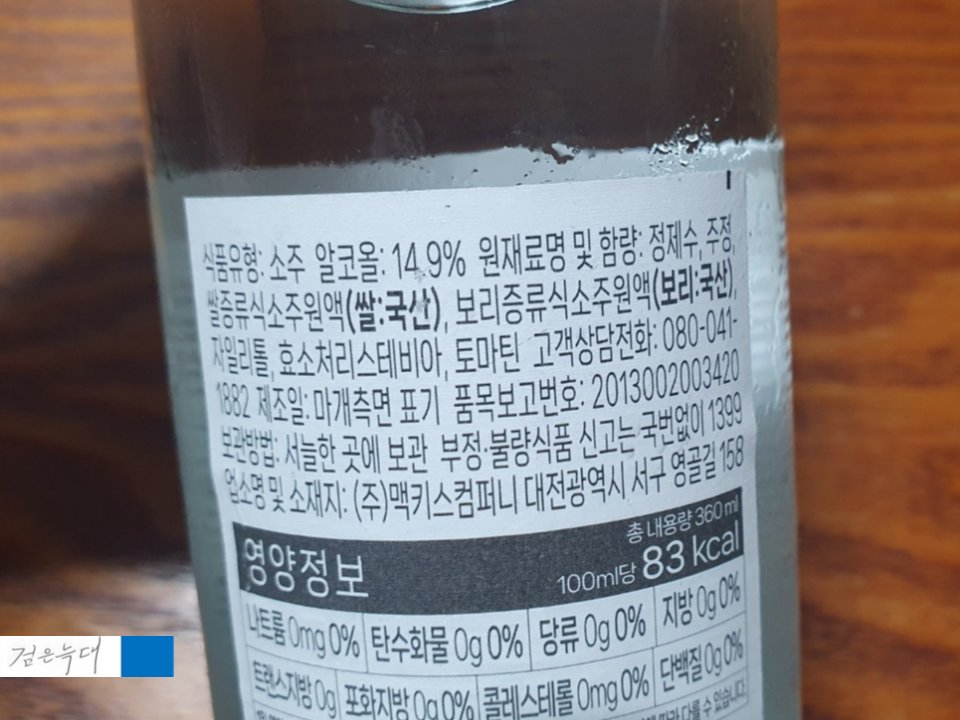 식품유형: 소주 알코올: 14.9% 원재료명 및 함량: 정제수, 주정,
쌀증류식소주원액(쌀:국산), 보리증류식소주원액(보리:국산),
자일리톨, 효소처리스테비아, 토마틴 고객상담전화: 080-041-
1882 제조일: 마개측면 표기 품목보고번호: 2013002003420
보관방법: 서늘한 곳에 보관 부정·불량식품 신고는 국번없이 1399
업소명 및 소재지: (주)맥키스컴퍼니 대전광역시 서구 영골길 158
영양정보
총 내용량 360 ml
100ml당 83 kcal
나트륨 0mg 0% 탄수화물 0g 0% 당류 0g 0% 지방 0g 0%
트랜스지방 0g 포화지방 0g 0% 콜레스테롤 0mg 0% 단백질 0g 0%
따라 다를 수 있습니다.
검은늑대